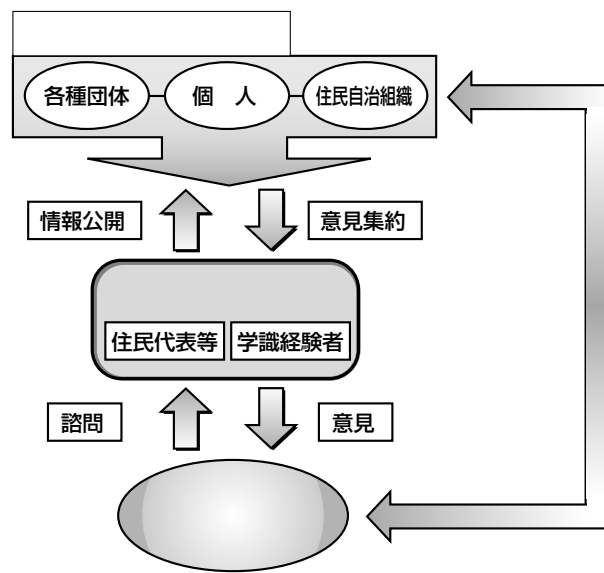 各種団体
個　人
住民自治組織
情報公開
意見集約
住民代表等
学識経験者
諮問
意見